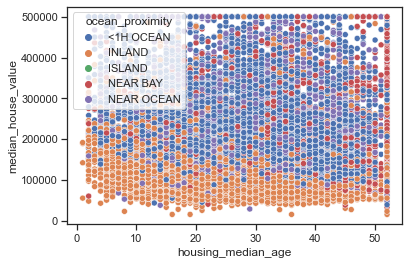 ocean_proximity
<1H OCEAN
INLAND
ISLAND
NEAR BAY
NEAR OCEAN
median_house_value
500000
400000
300000
200000
100000
0
0
10
20
30
40
50
housing_median_age